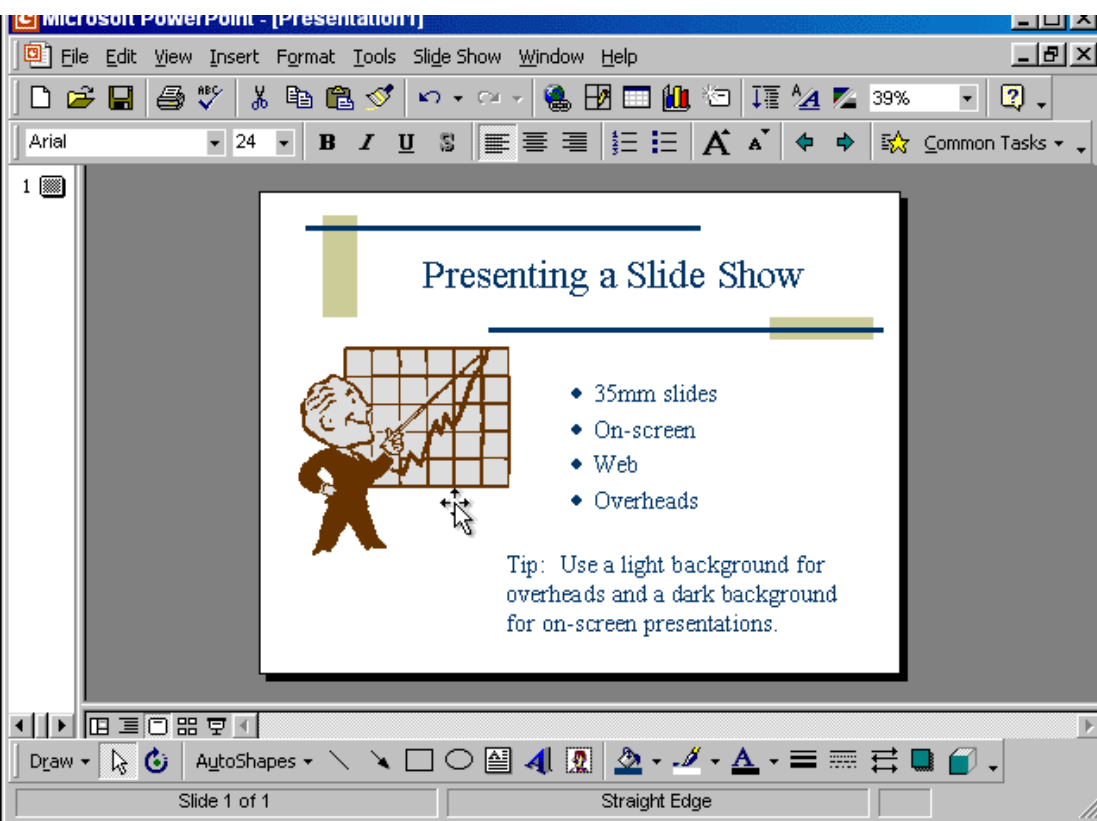 Microsoft PowerPoint - [Presentation1]
File Edit View Insert Format Tools Slide Show Window Help
39%
Arial 24 B I U S Common Tasks
1
Presenting a Slide Show
35mm slides
On-screen
Web
Overheads
Tip: Use a light background for
overheads and a dark background
for on-screen presentations.
Draw AutoShapes
Slide 1 of 1 Straight Edge